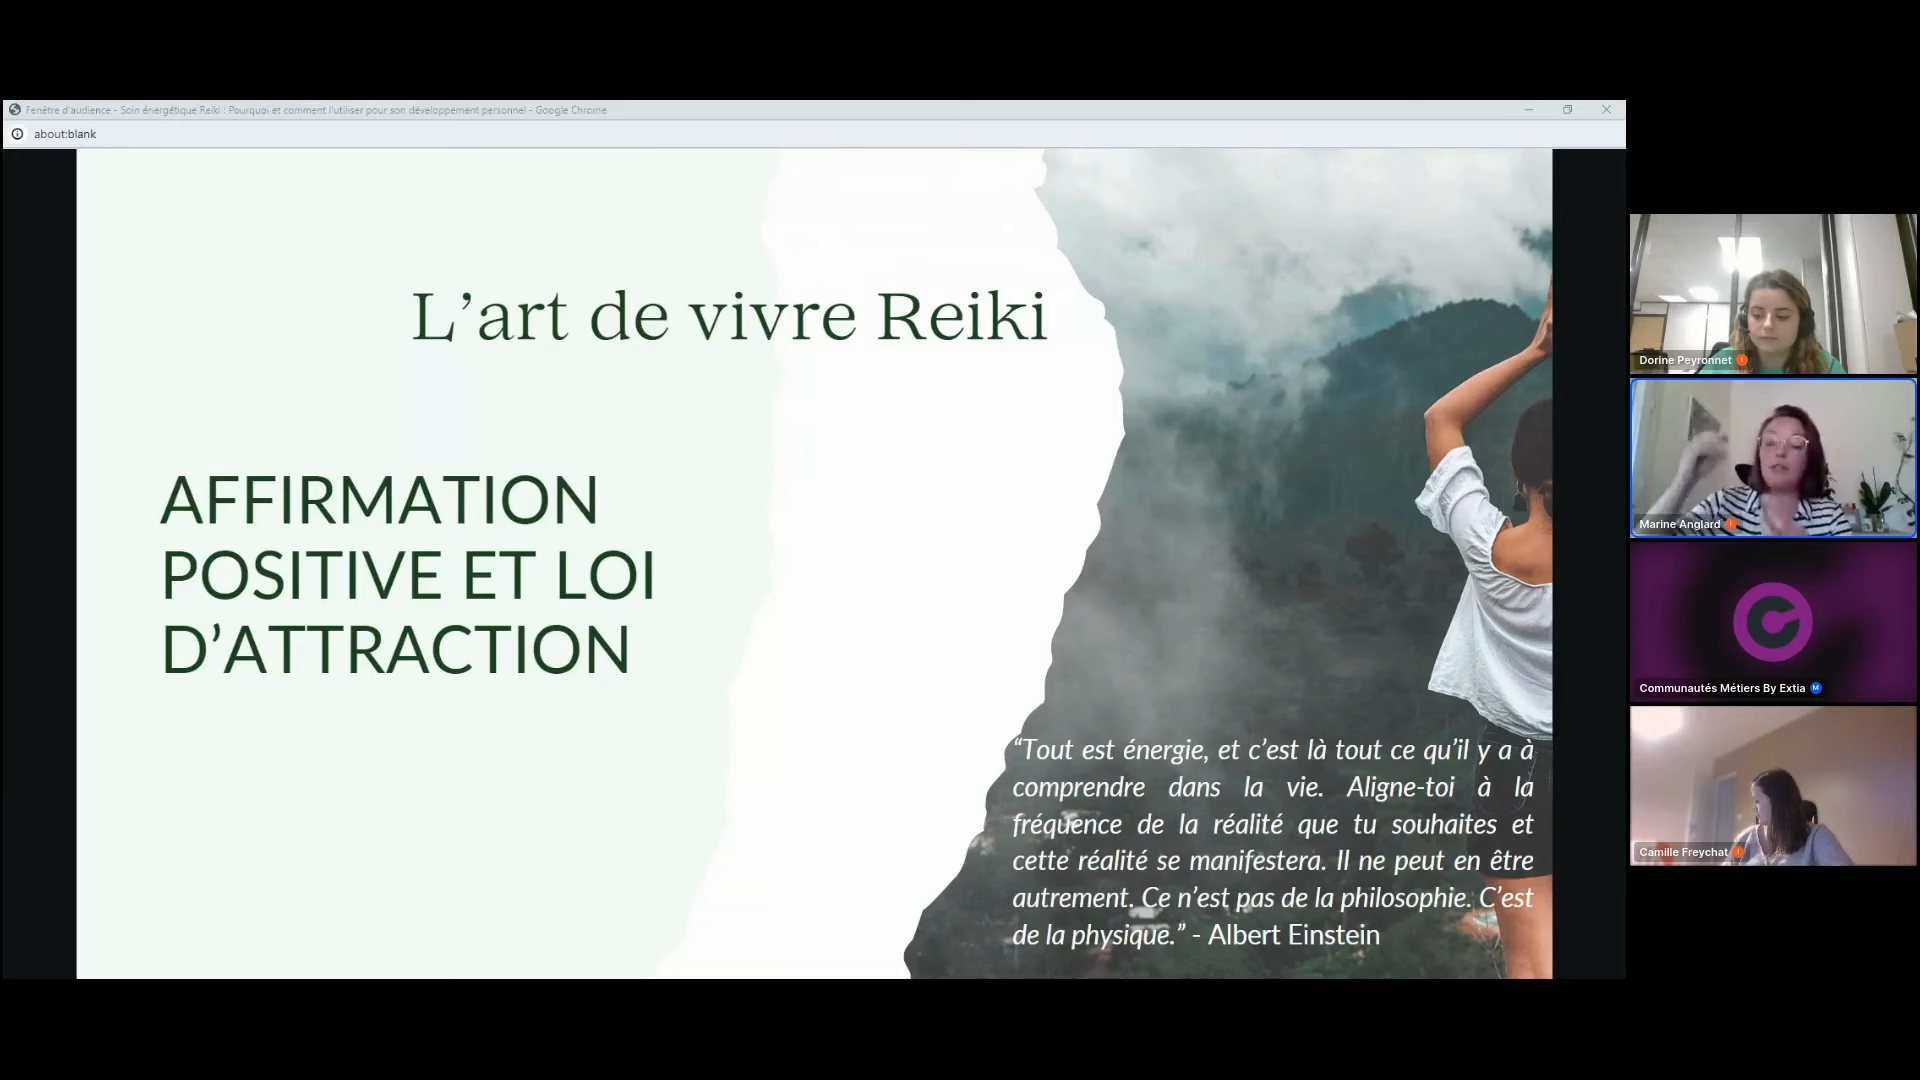 Fenêtre d'audience - Soin énergétique Reiki : Pourquoi et comment l'utiliser pour son développement personnel - Google Chrome
about:blank
L'art de vivre Reiki
AFFIRMATION
POSITIVE ET LOI
D'ATTRACTION
“Tout est énergie, et c'est là tout ce qu'il y a à
comprendre dans la vie. Aligne-toi à la
fréquence de la réalité que tu souhaites et
cette réalité se manifestera. Il ne peut en être
autrement. Ce n'est pas de la philosophie. C'est
de la physique.” - Albert Einstein
Dorine Peyronnet I
Marine Anglard I
Communautés Métiers By Extia M
Camille Freychat I